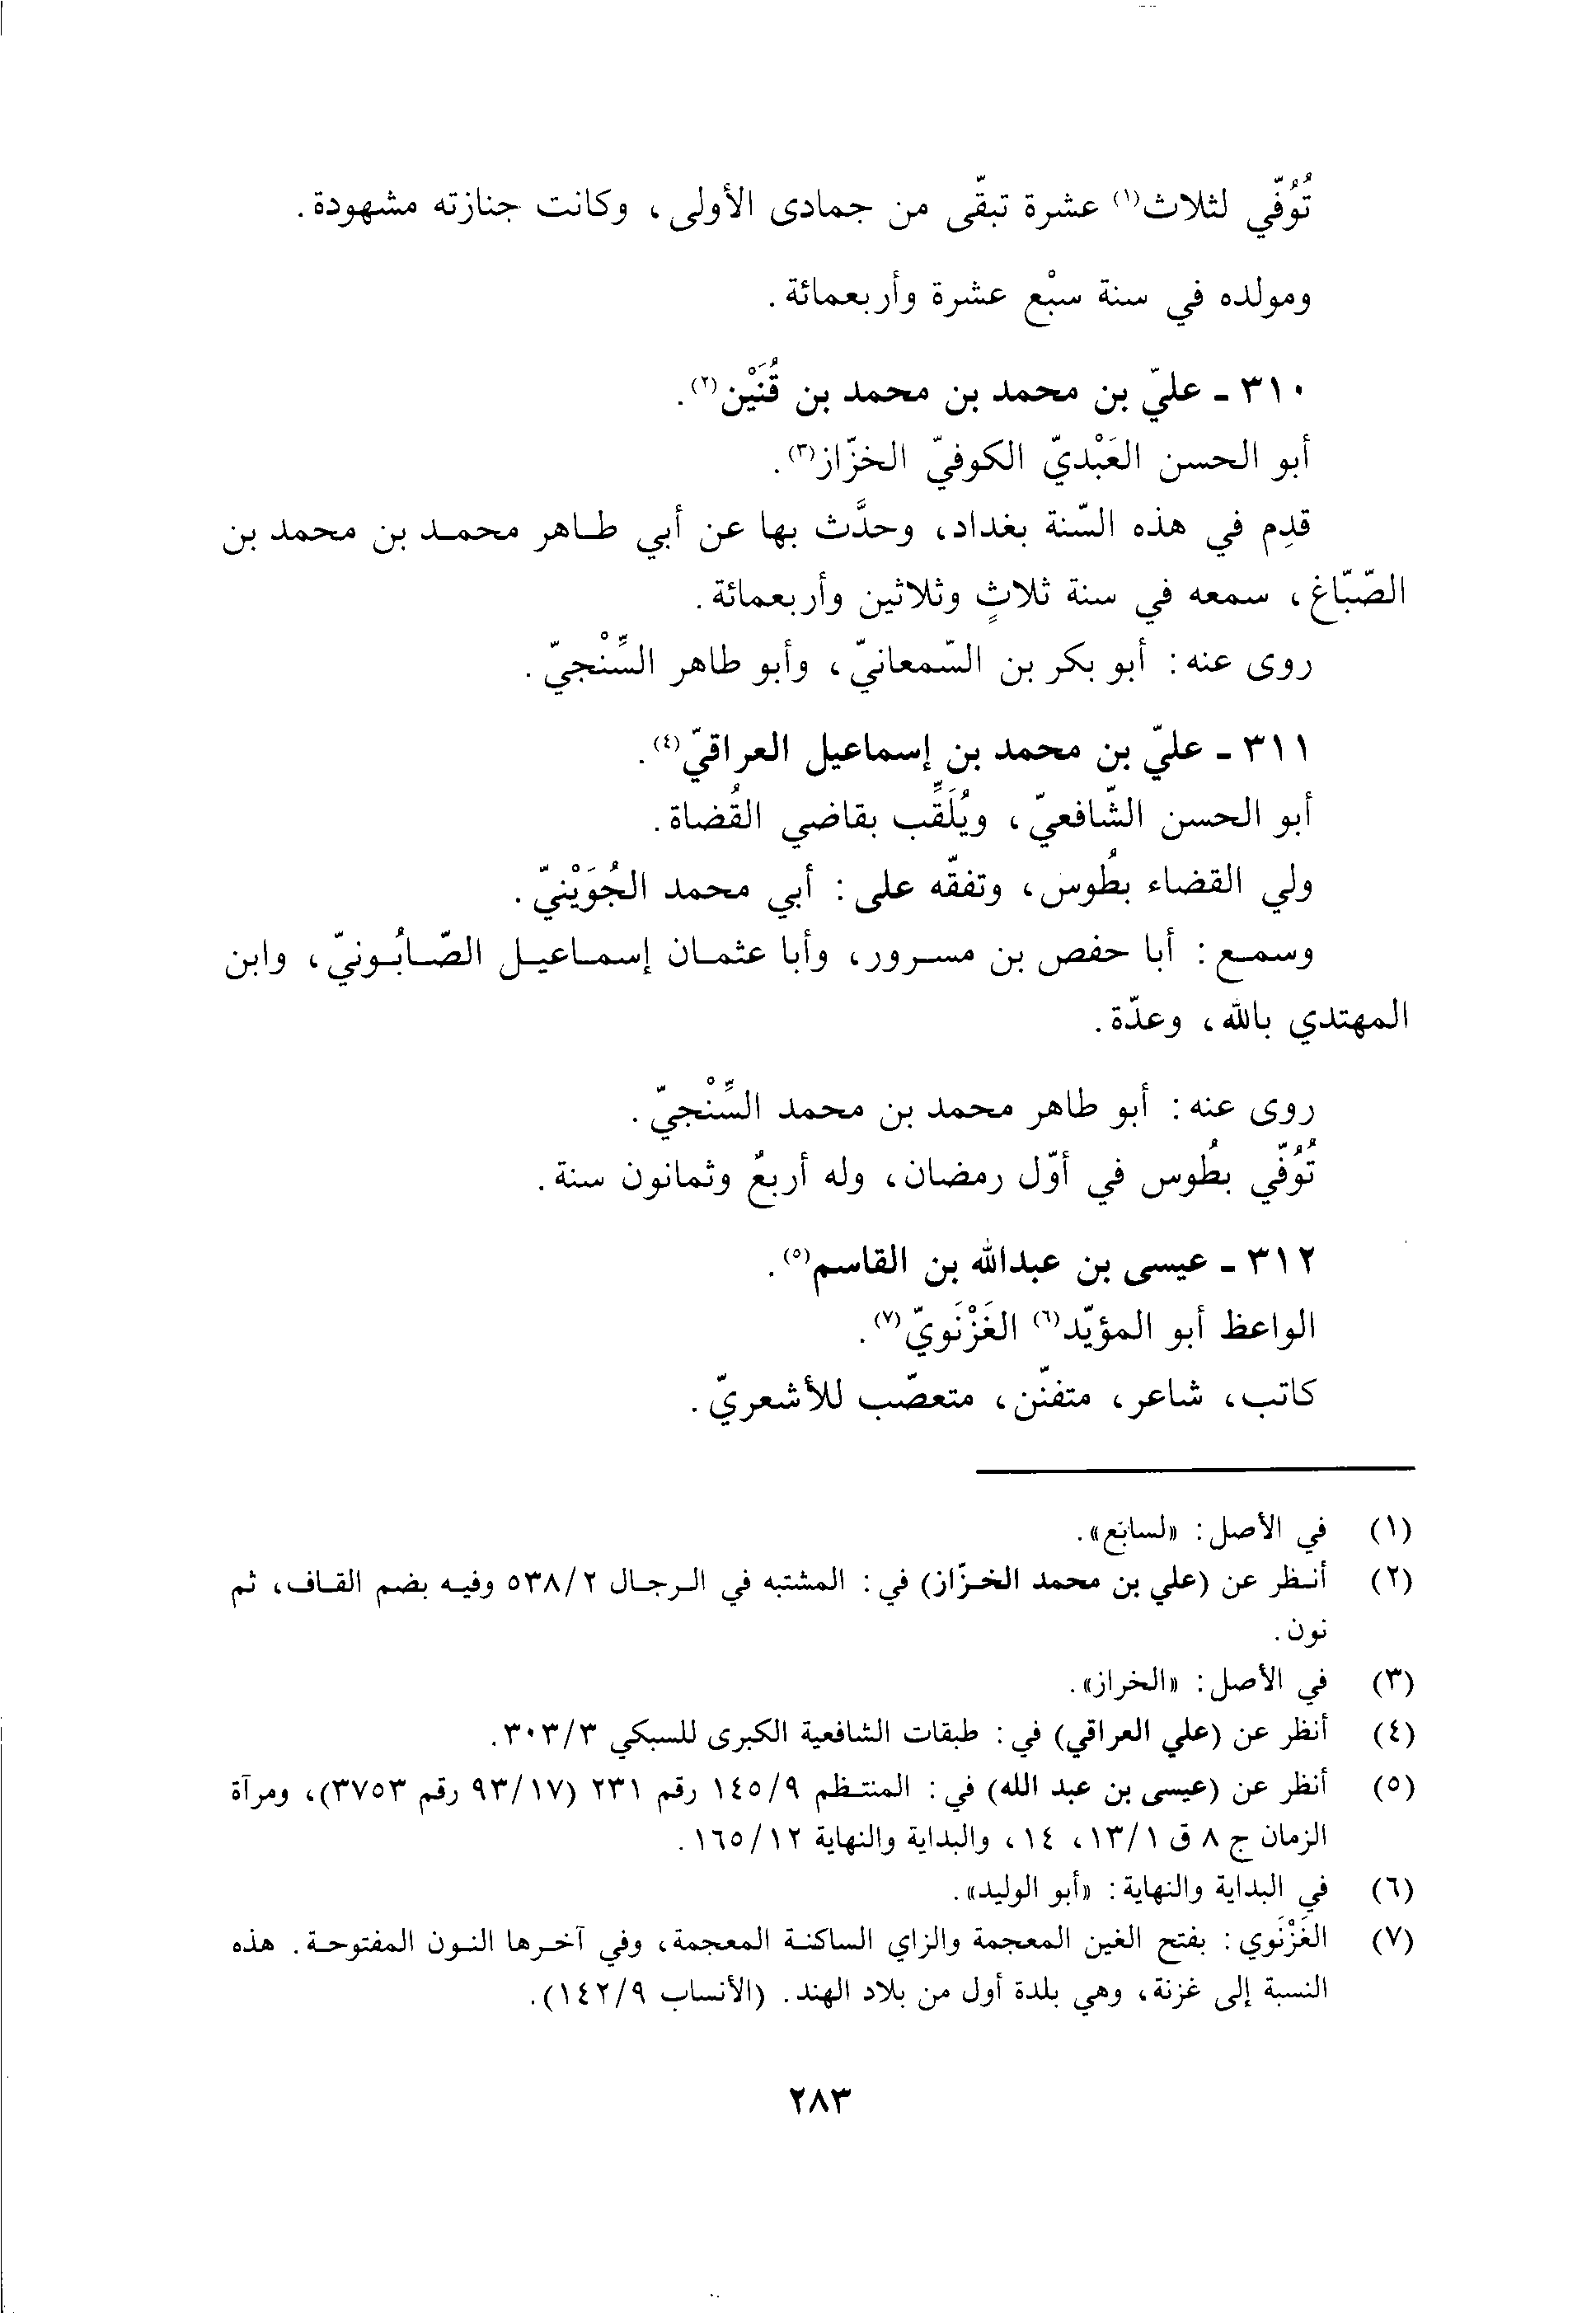 تُوُفّي لثلاث(١) عشرة تبقّى من جمادى الأولى، وكانت جنازته مشهودة.
ومولده في سنة سبْع عشرة وأربعمائة.
٣١٠ - عليّ بن محمد بن محمد بن قُنَيْن(٢).
أبو الحسن العَبْديّ الكوفيّ الخزّاز(٣).
قدِم في هذه السّنة بغداد، وحدَّث بها عن أبي طاهر محمد بن محمد بن
الصّبّاغ، سمعه في سنة ثلاثٍ وثلاثين وأربعمائة.
روى عنه: أبو بكر بن السّمعانيّ، وأبو طاهر السِّنْجيّ.
٣١١ - عليّ بن محمد بن إسماعيل العراقيّ(٤).
أبو الحسن الشّافعيّ، ويُلَقِّب بقاضي القُضاة.
ولي القضاء بطُوس، وتفقّه على: أبي محمد الجُوَيْنيّ.
وسمع: أبا حفص بن مسرور، وأبا عثمان إسماعيل الصّابُونيّ، وابن
المهتدي بالله، وعدّة.
روى عنه: أبو طاهر محمد بن محمد السِّنْجيّ.
تُوُفّي بطُوس في أوّل رمضان، وله أربعٌ وثمانون سنة.
٣١٢ - عيسى بن عبدالله بن القاسم(٥).
الواعظ أبو المؤيّد(٦) الغَزْنَويّ(٧).
كاتب، شاعر، متفنّن، متعصّب للأشعريّ.
(١) في الأصل: «لسابع».
(٢) أنظر عن (علي بن محمد الخزّاز) في: المشتبه في الرجال ٥٣٨/٢ وفيه بضم القاف، ثم
نون.
(٣) في الأصل: «الخراز».
(٤) أنظر عن (علي العراقي) في: طبقات الشافعية الكبرى للسبكي ٣٠٣/٣.
(٥) أنظر عن (عيسى بن عبد الله) في: المنتظم ١٤٥/٩ رقم ٢٣١ (٩٣/١٧ رقم ٣٧٥٣)، ومرآة
الزمان ج ٨ ق ١٣/١، ١٤، والبداية والنهاية ١٦٥/١٢.
(٦) في البداية والنهاية: «أبو الوليد».
(٧) الغَزْنَوي: بفتح الغين المعجمة والزاي الساكنة المعجمة، وفي آخرها النون المفتوحة. هذه
النسبة إلى غزنة، وهي بلدة أول من بلاد الهند. (الأنساب ١٤٢/٩).
٢٨٣